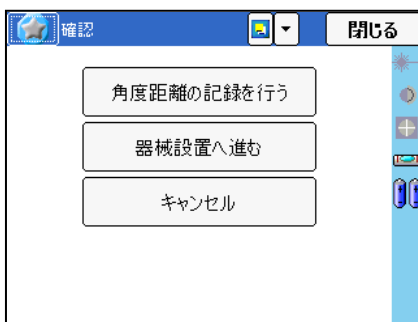 確認
閉じる
角度距離の記録を行う
器械設置へ進む
キャンセル